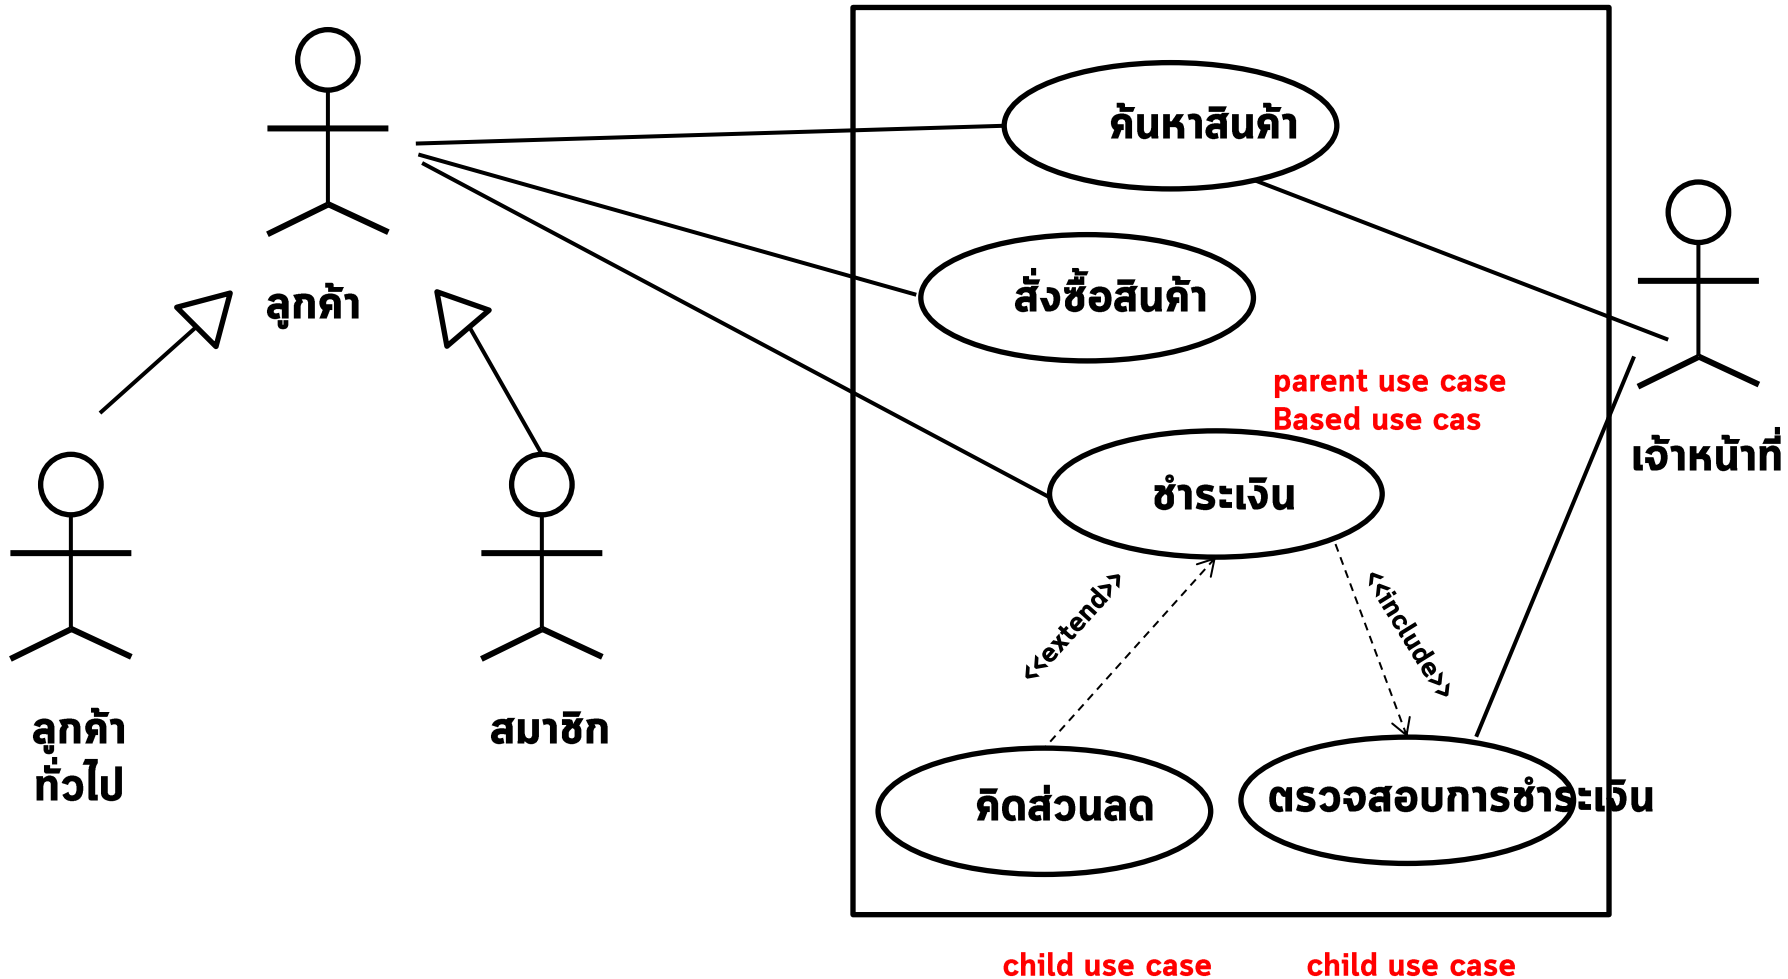 ค้นหาสินค้า
ลูกค้า
สั่งซื้อสินค้า
parent use case
Based use cas
เจ้าหน้าที่
ชำระเงิน
<<extend>>
<<include>>
ลูกค้า
ทั่วไป
สมาชิก
คิดส่วนลด
ตรวจสอบการชำระเงิน
child use case
child use case